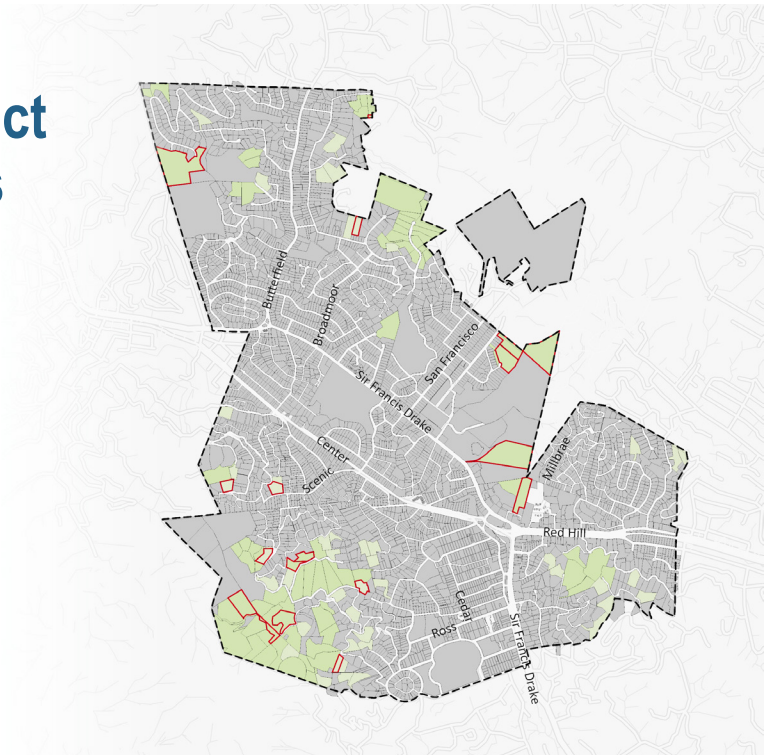 ct
s
Butterfield
Broadmoor
San Francisco
Sir Francis Drake
Center
Scenic
Millbrae
Red Hill
Cedar
Ross
Sir Francis Drake